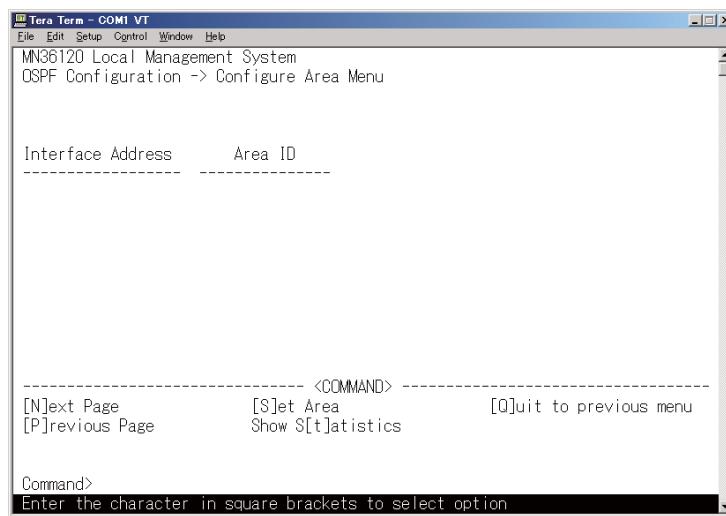 Tera Term - COM1 VT
File Edit Setup Control Window Help
MN36120 Local Management System
OSPF Configuration -> Configure Area Menu
Interface Address Area ID
------------------ ---------------
------------------------------- <COMMAND> -----------------------------------
[N]ext Page [S]et Area [Q]uit to previous menu
[P]revious Page Show S[t]atistics
Command>
Enter the character in square brackets to select option